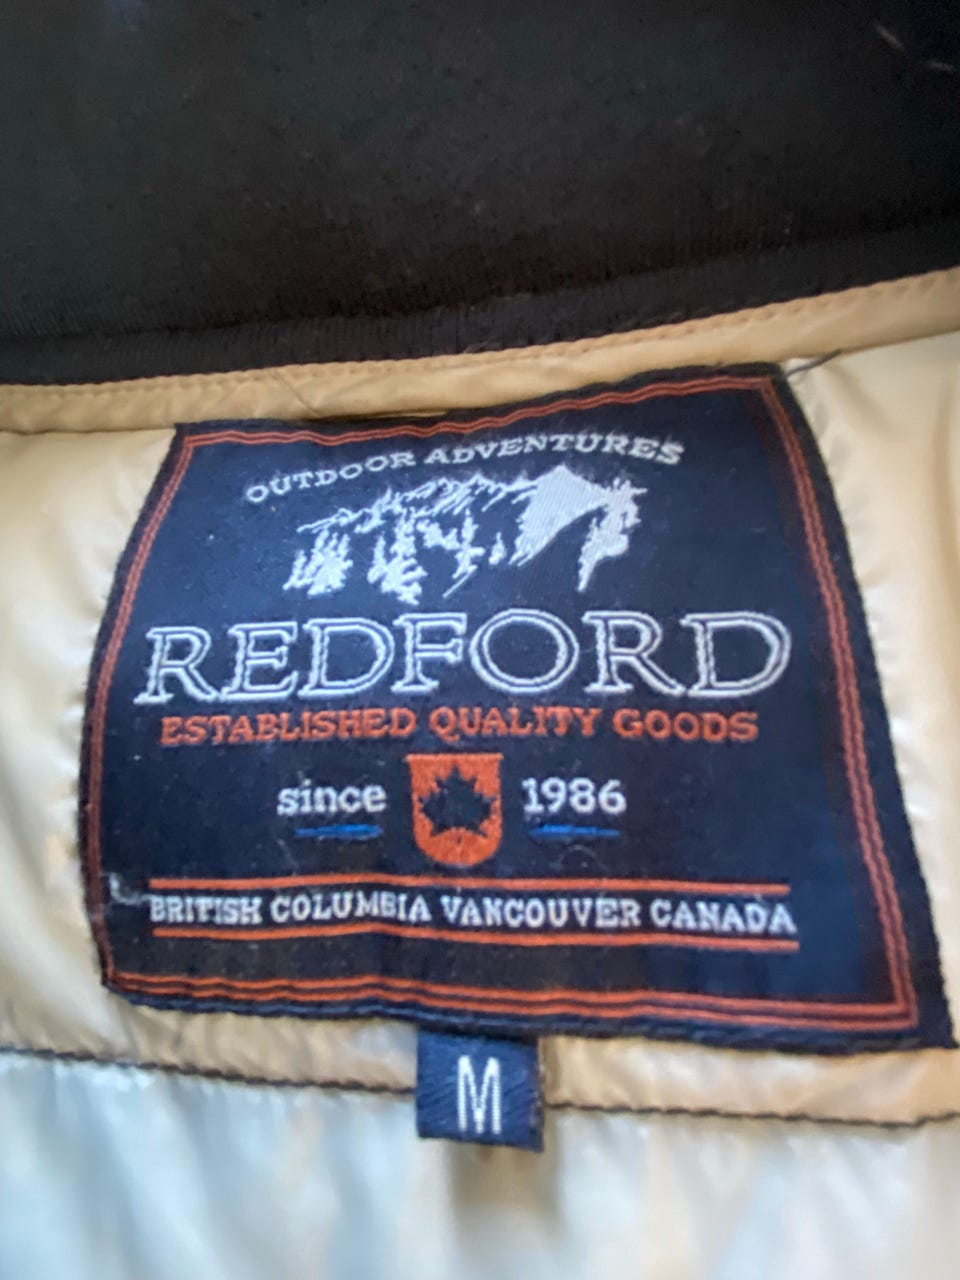 OUTDOOR ADVENTURES
REDFORD
ESTABLISHED QUALITY GOODS
since 1986
BRITISH COLUMBIA VANCOUVER CANADA
M